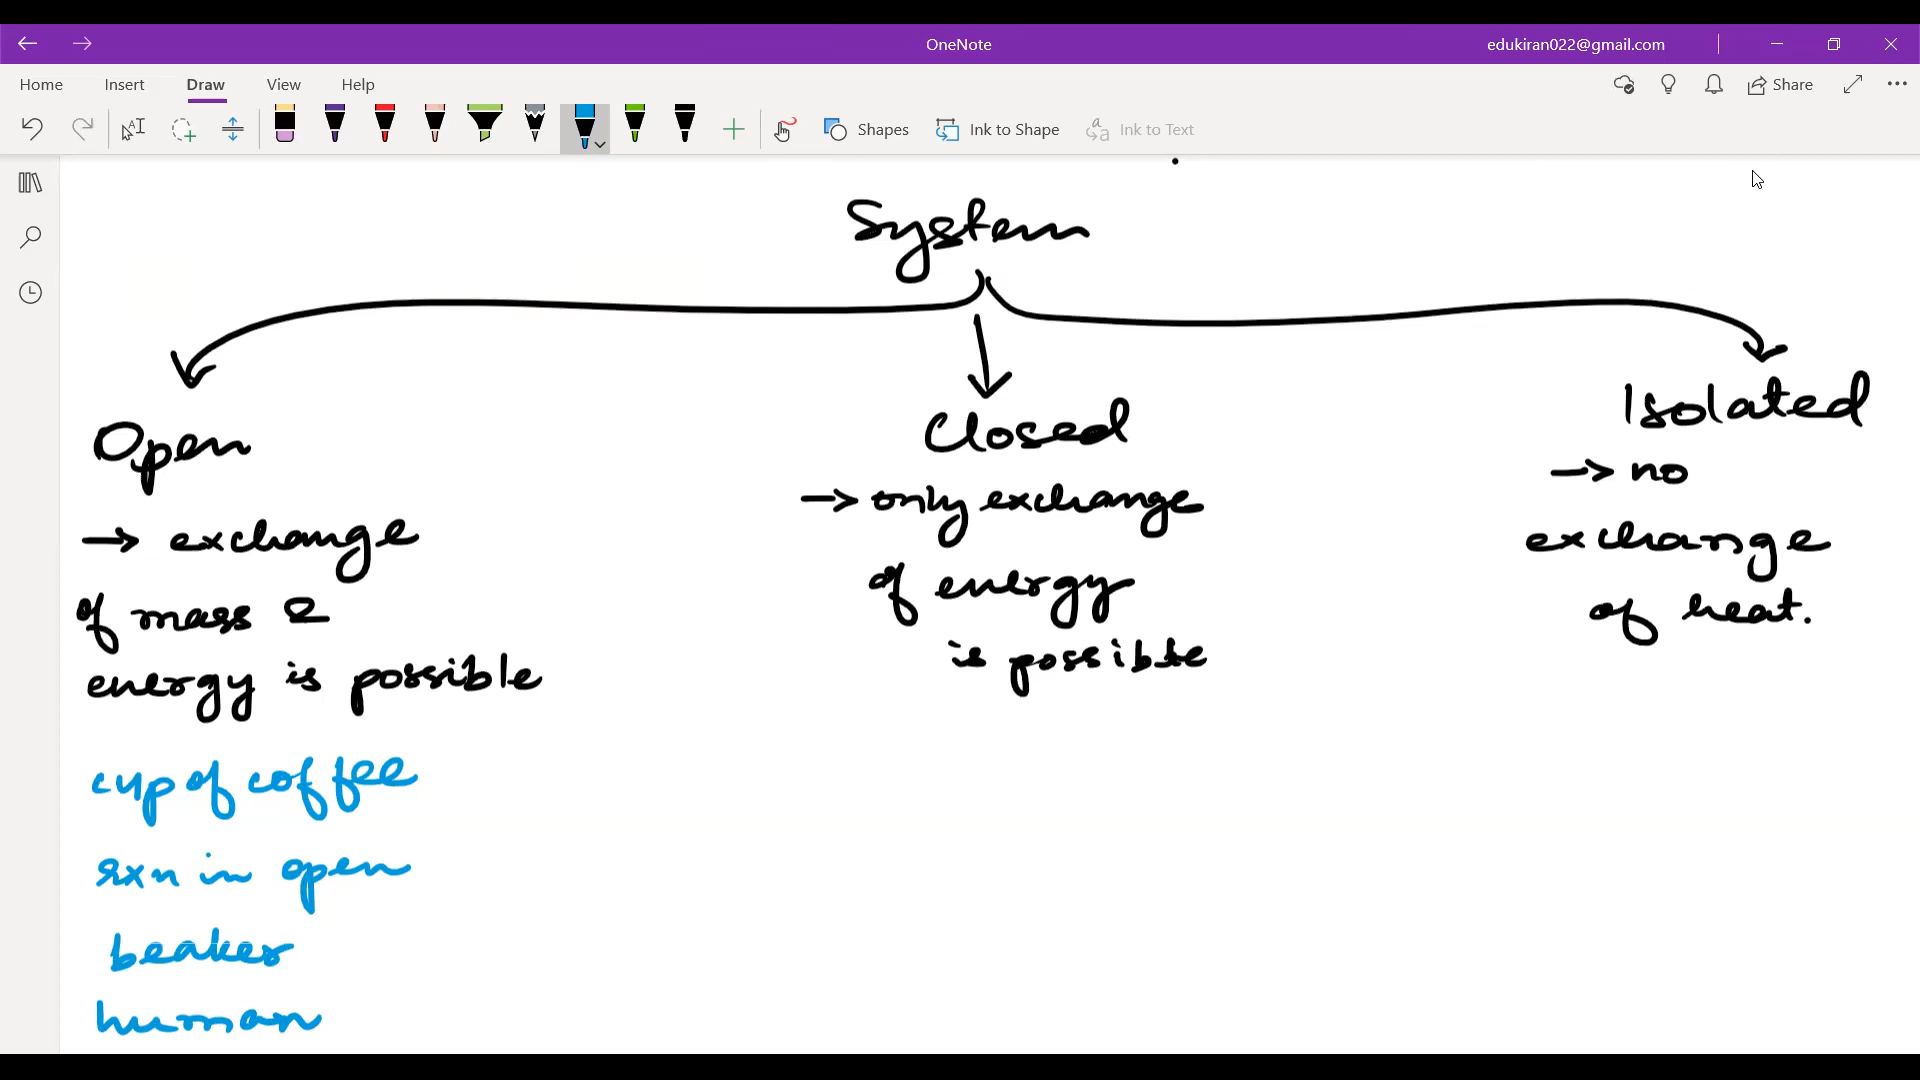 OneNote
edukiran022@gmail.com
Home Insert Draw View Help
Share
Shapes Ink to Shape Ink to Text
System
Open
→ exchange
of mass &
energy is possible
cup of coffee
rxn in open
beaker
human
Closed
→ only exchange
of energy
is possible
Isolated
→ no
exchange
of heat.